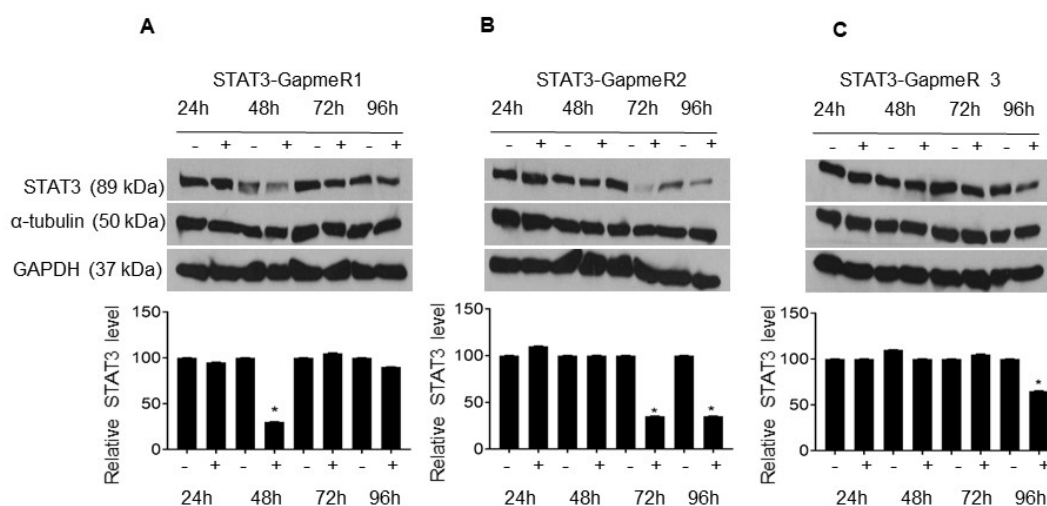 A
B
C
STAT3-GapmeR1
STAT3-GapmeR2
STAT3-GapmeR 3
24h 48h 72h 96h
24h 48h 72h 96h
24h 48h 72h 96h
- + - + - + - +
- + - + - + - +
- + - + - + - +
STAT3 (89 kDa)
α-tubulin (50 kDa)
GAPDH (37 kDa)
Relative STAT3 level
150
100
50
0
*
- + - + - + - +
24h 48h 72h 96h
Relative STAT3 level
150
100
50
0
* *
- + - + - + - +
24h 48h 72h 96h
Relative STAT3 level
150
100
50
0
*
- + - + - + - +
24h 48h 72h 96h